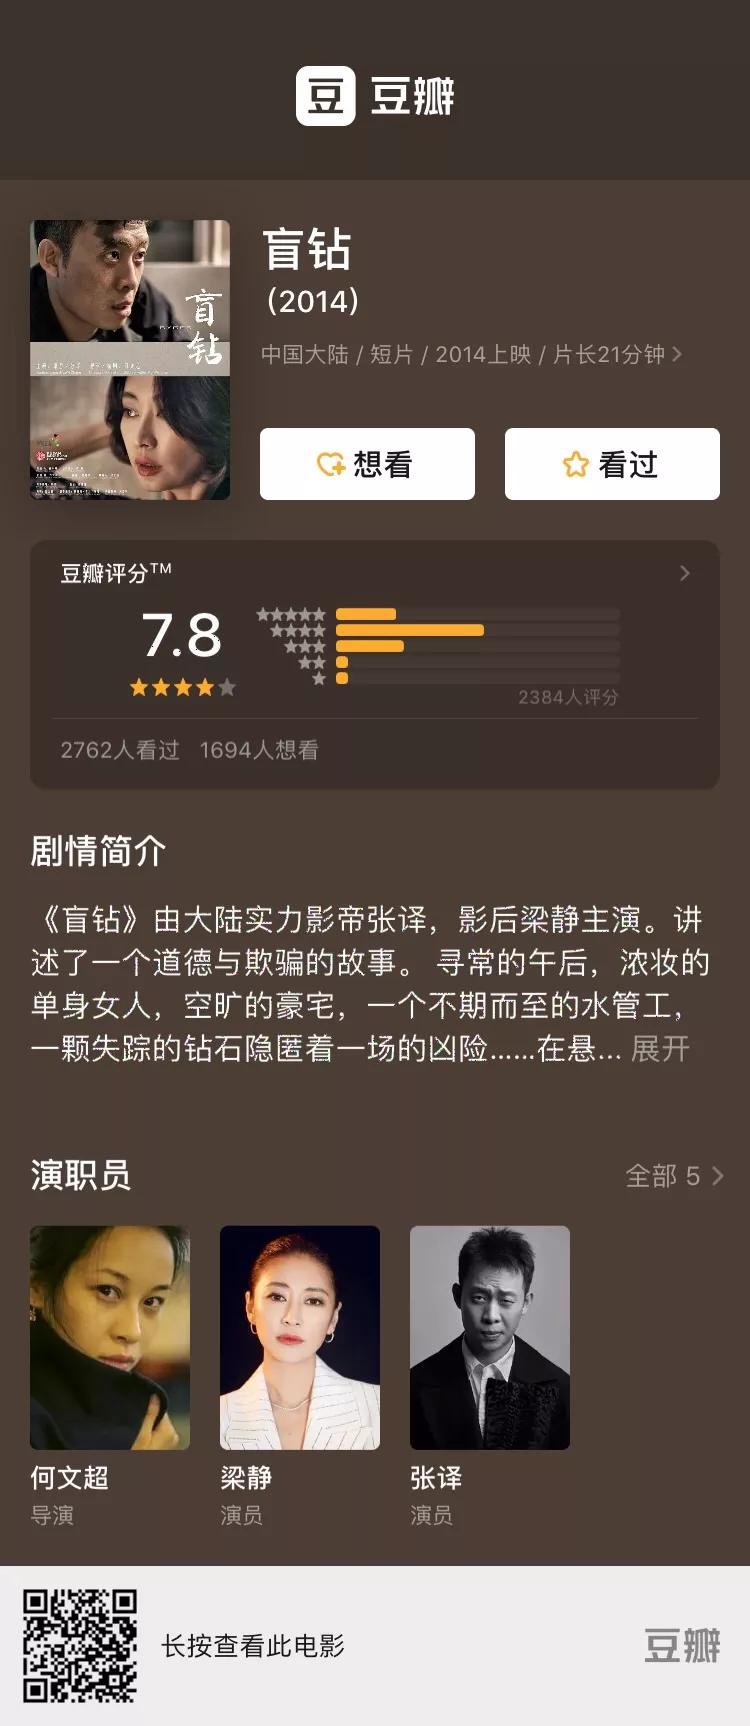 豆 豆瓣
盲钻
盲钻
(2014)
中国大陆 / 短片 / 2014上映 / 片长21分钟
想看
看过
豆瓣评分TM
7.8
2384人评分
2762人看过 1694人想看
剧情简介
《盲钻》由大陆实力影帝张译，影后梁静主演。讲
述了一个道德与欺骗的故事。 寻常的午后，浓妆的
单身女人，空旷的豪宅，一个不期而至的水管工，
一颗失踪的钻石隐匿着一场的凶险……在悬... 展开
演职员
全部 5
何文超
导演
梁静
演员
张译
演员
长按查看此电影
豆瓣